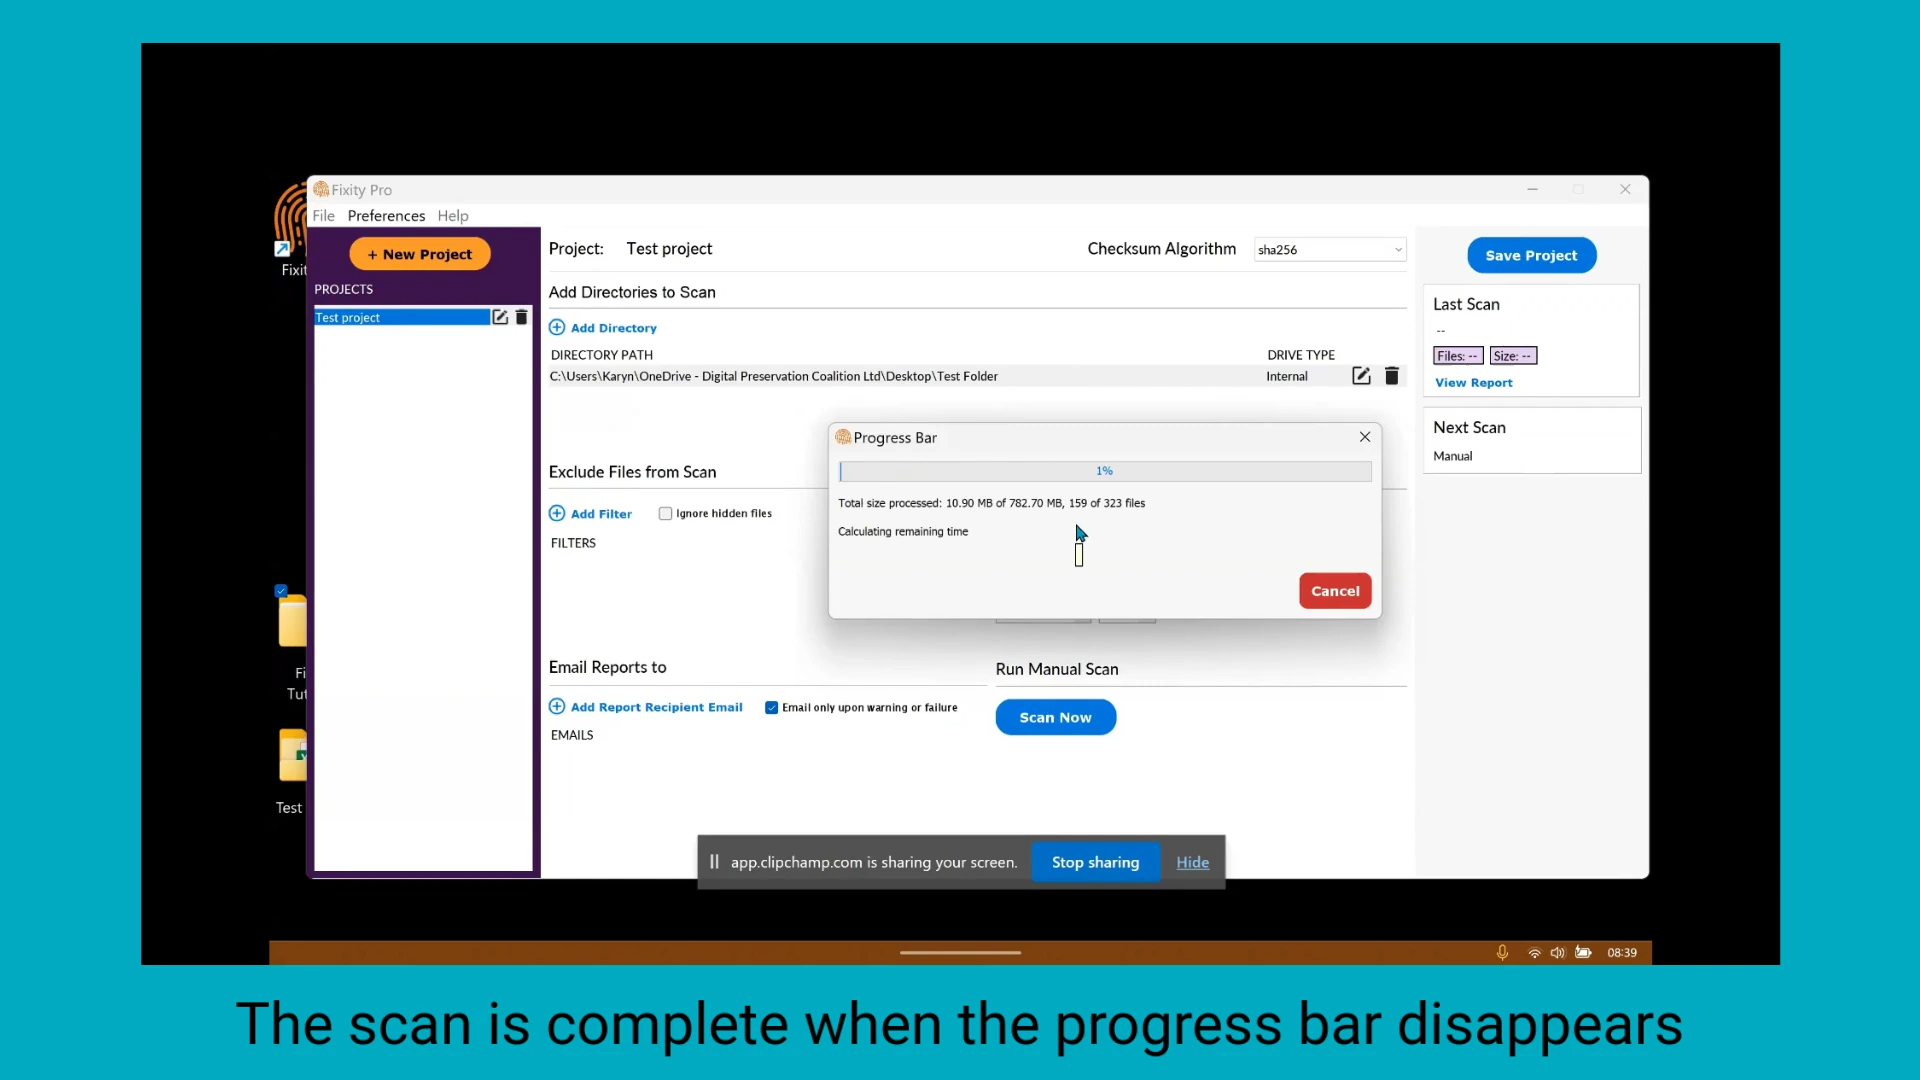 Fixity Pro
File Preferences Help
+ New Project
PROJECTS
Test project
Project: Test project
Checksum Algorithm sha256
Add Directories to Scan
Add Directory
DIRECTORY PATH DRIVE TYPE
C:\Users\Karyn\OneDrive - Digital Preservation Coalition Ltd\Desktop\Test Folder Internal
Exclude Files from Scan
Add Filter Ignore hidden files
FILTERS
Progress Bar
1%
Total size processed: 10.90 MB of 782.70 MB, 159 of 323 files
Calculating remaining time
Cancel
Email Reports to
Add Report Recipient Email Email only upon warning or failure
EMAILS
Run Manual Scan
Scan Now
Save Project
Last Scan
--
Files: -- Size: --
View Report
Next Scan
Manual
Fixit
Fi
Tut
Test
app.clipchamp.com is sharing your screen. Stop sharing Hide
08:39
The scan is complete when the progress bar disappears